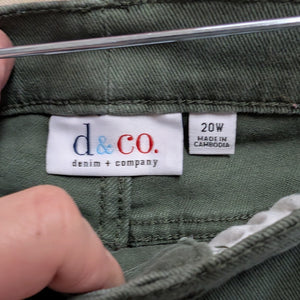 d&co.
denim + company
20W
MADE IN
CAMBODIA